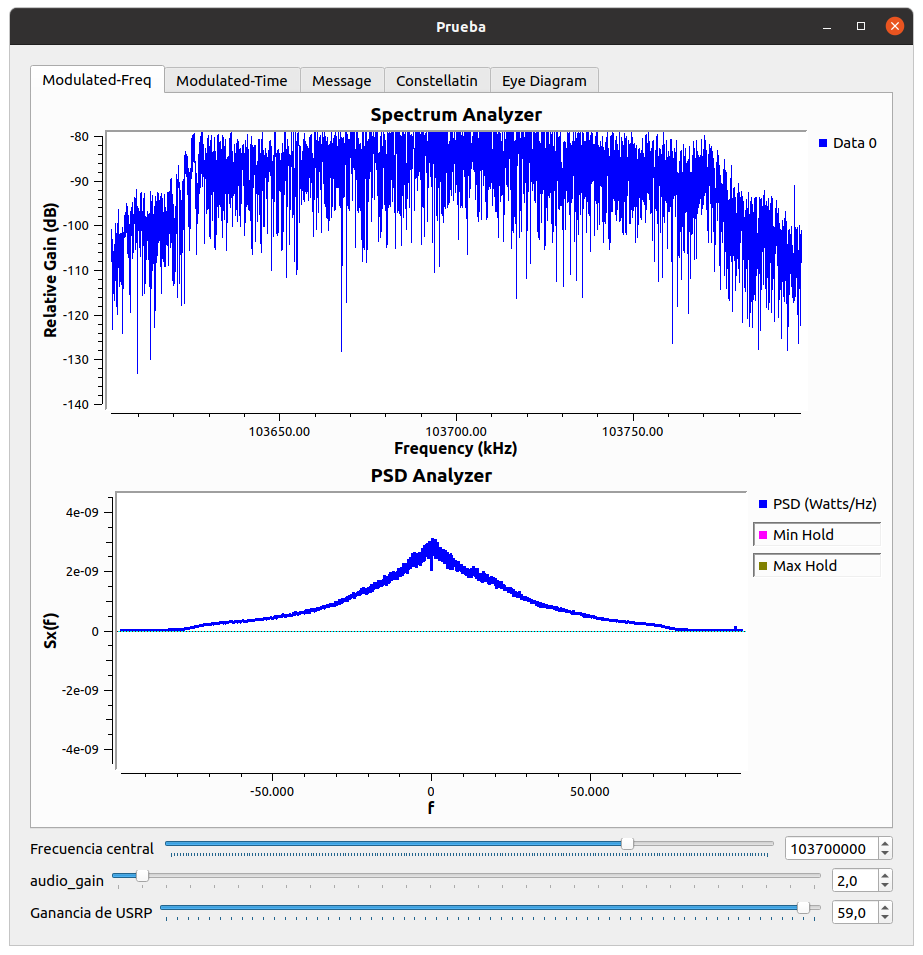 Prueba
Modulated-Freq Modulated-Time Message Constellatin Eye Diagram
Spectrum Analyzer
Data 0
Relative Gain (dB)
-80
-90
-100
-110
-120
-130
-140
103650.00 103700.00 103750.00
Frequency (kHz)
PSD Analyzer
PSD (Watts/Hz)
Min Hold
Max Hold
Sx(f)
4e-09
2e-09
0
-2e-09
-4e-09
-50.000 0 50.000
f
Frecuencia central 103700000
audio_gain 2,0
Ganancia de USRP 59,0